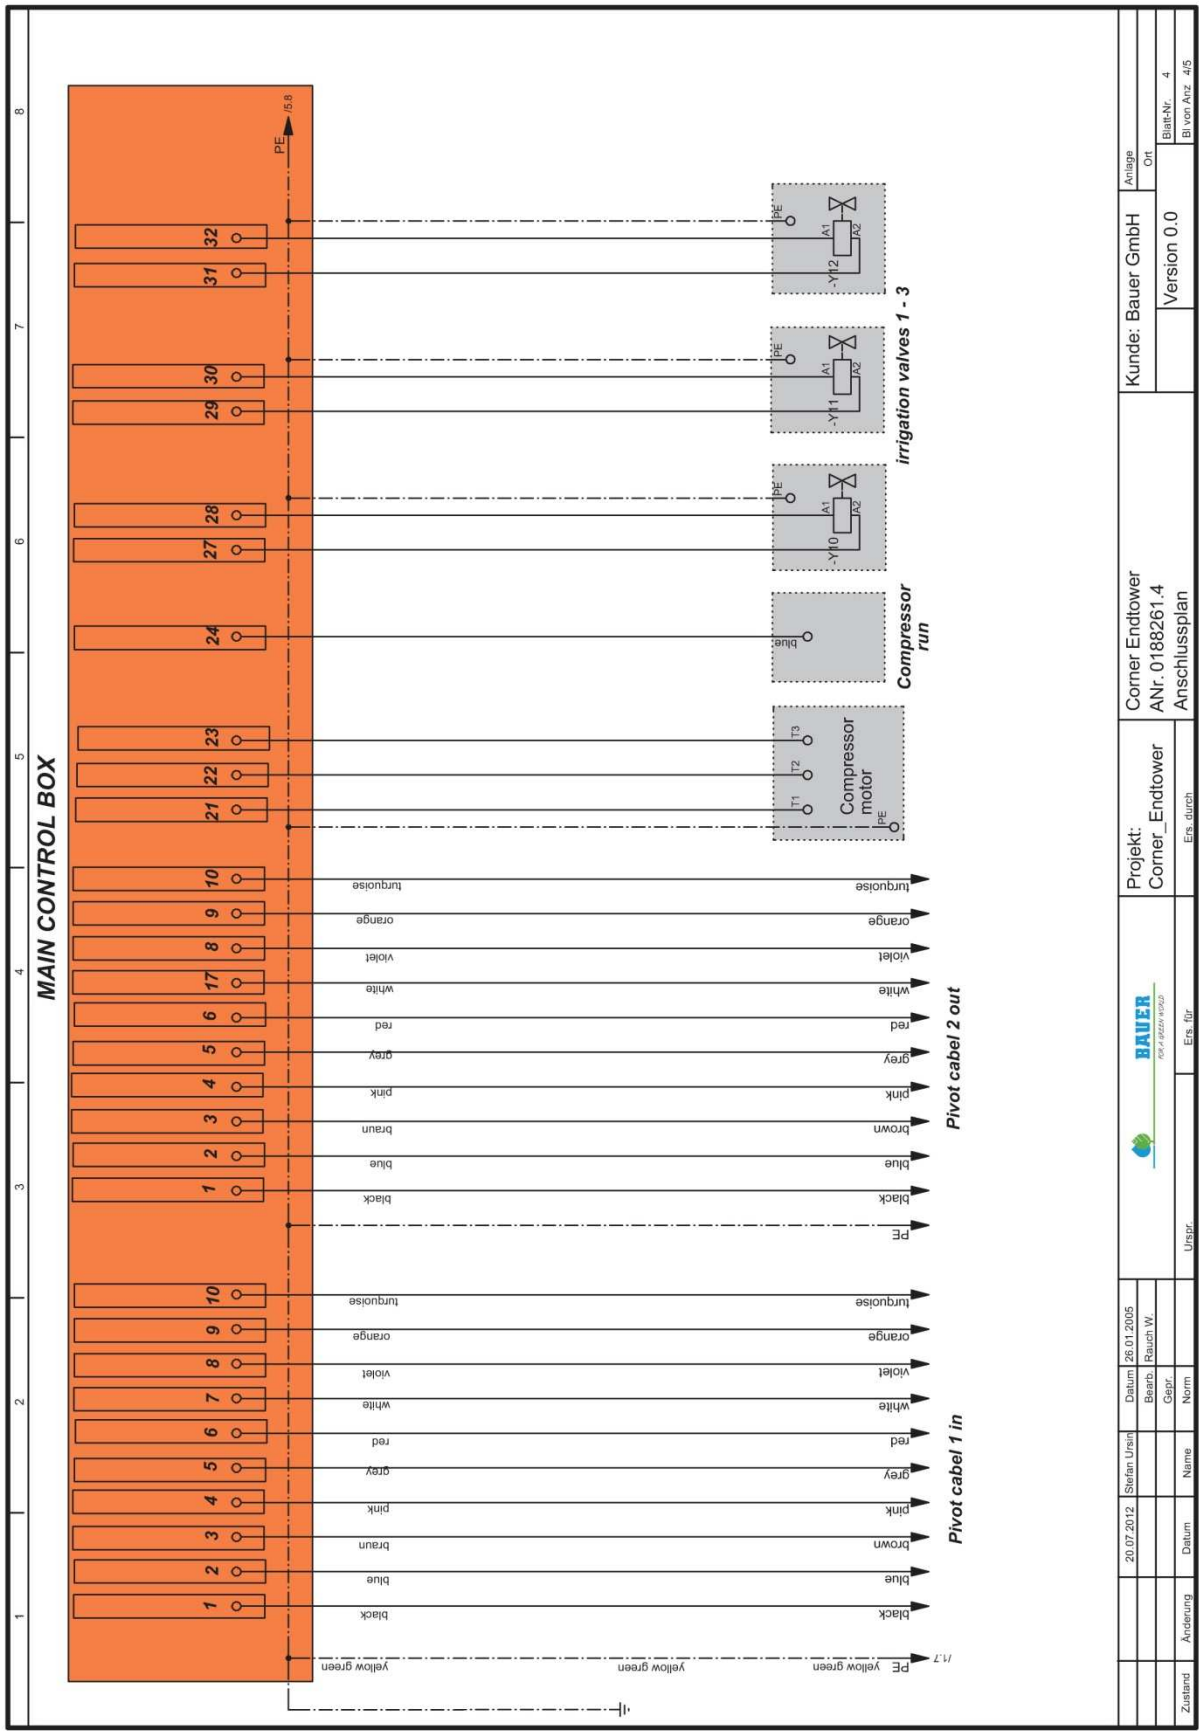 1 2 3 4 5 6 7 8
MAIN CONTROL BOX
1 2 3 4 5 6 7 8 9 10
1 2 3 4 5 6 17 8 9 10
21 22 23
24
27 28
29 30
31 32
PE /5.8
yellow green
black
blue
braun
pink
grey
red
white
violet
orange
turquoise
black
blue
braun
pink
grey
red
white
violet
orange
turquoise
yellow green
PE yellow green
/1.7
black
blue
brown
pink
grey
red
white
violet
orange
turquoise
Pivot cabel 1 in
PE
black
blue
brown
pink
grey
red
white
violet
orange
turquoise
Pivot cabel 2 out
T1 T2 T3
Compressor
motor
PE
blue
Compressor
run
PE
A1
-Y10
A2
PE
A1
-Y11
A2
PE
A1
-Y12
A2
irrigation valves 1 - 3
20.07.2012 Stefan Ursin
Zustand Änderung Datum Name
Datum 26.01.2005
Bearb. Rauch W.
Gepr.
Norm
BAUER
FOR A GREEN WORLD
Urspr. Ers. für Ers. durch
Projekt:
Corner_Endtower
Corner Endtower
ANr. 0188261.4
Anschlussplan
Kunde: Bauer GmbH
Version 0.0
Anlage
Ort
Blatt-Nr. 4
Bl von Anz 4/5